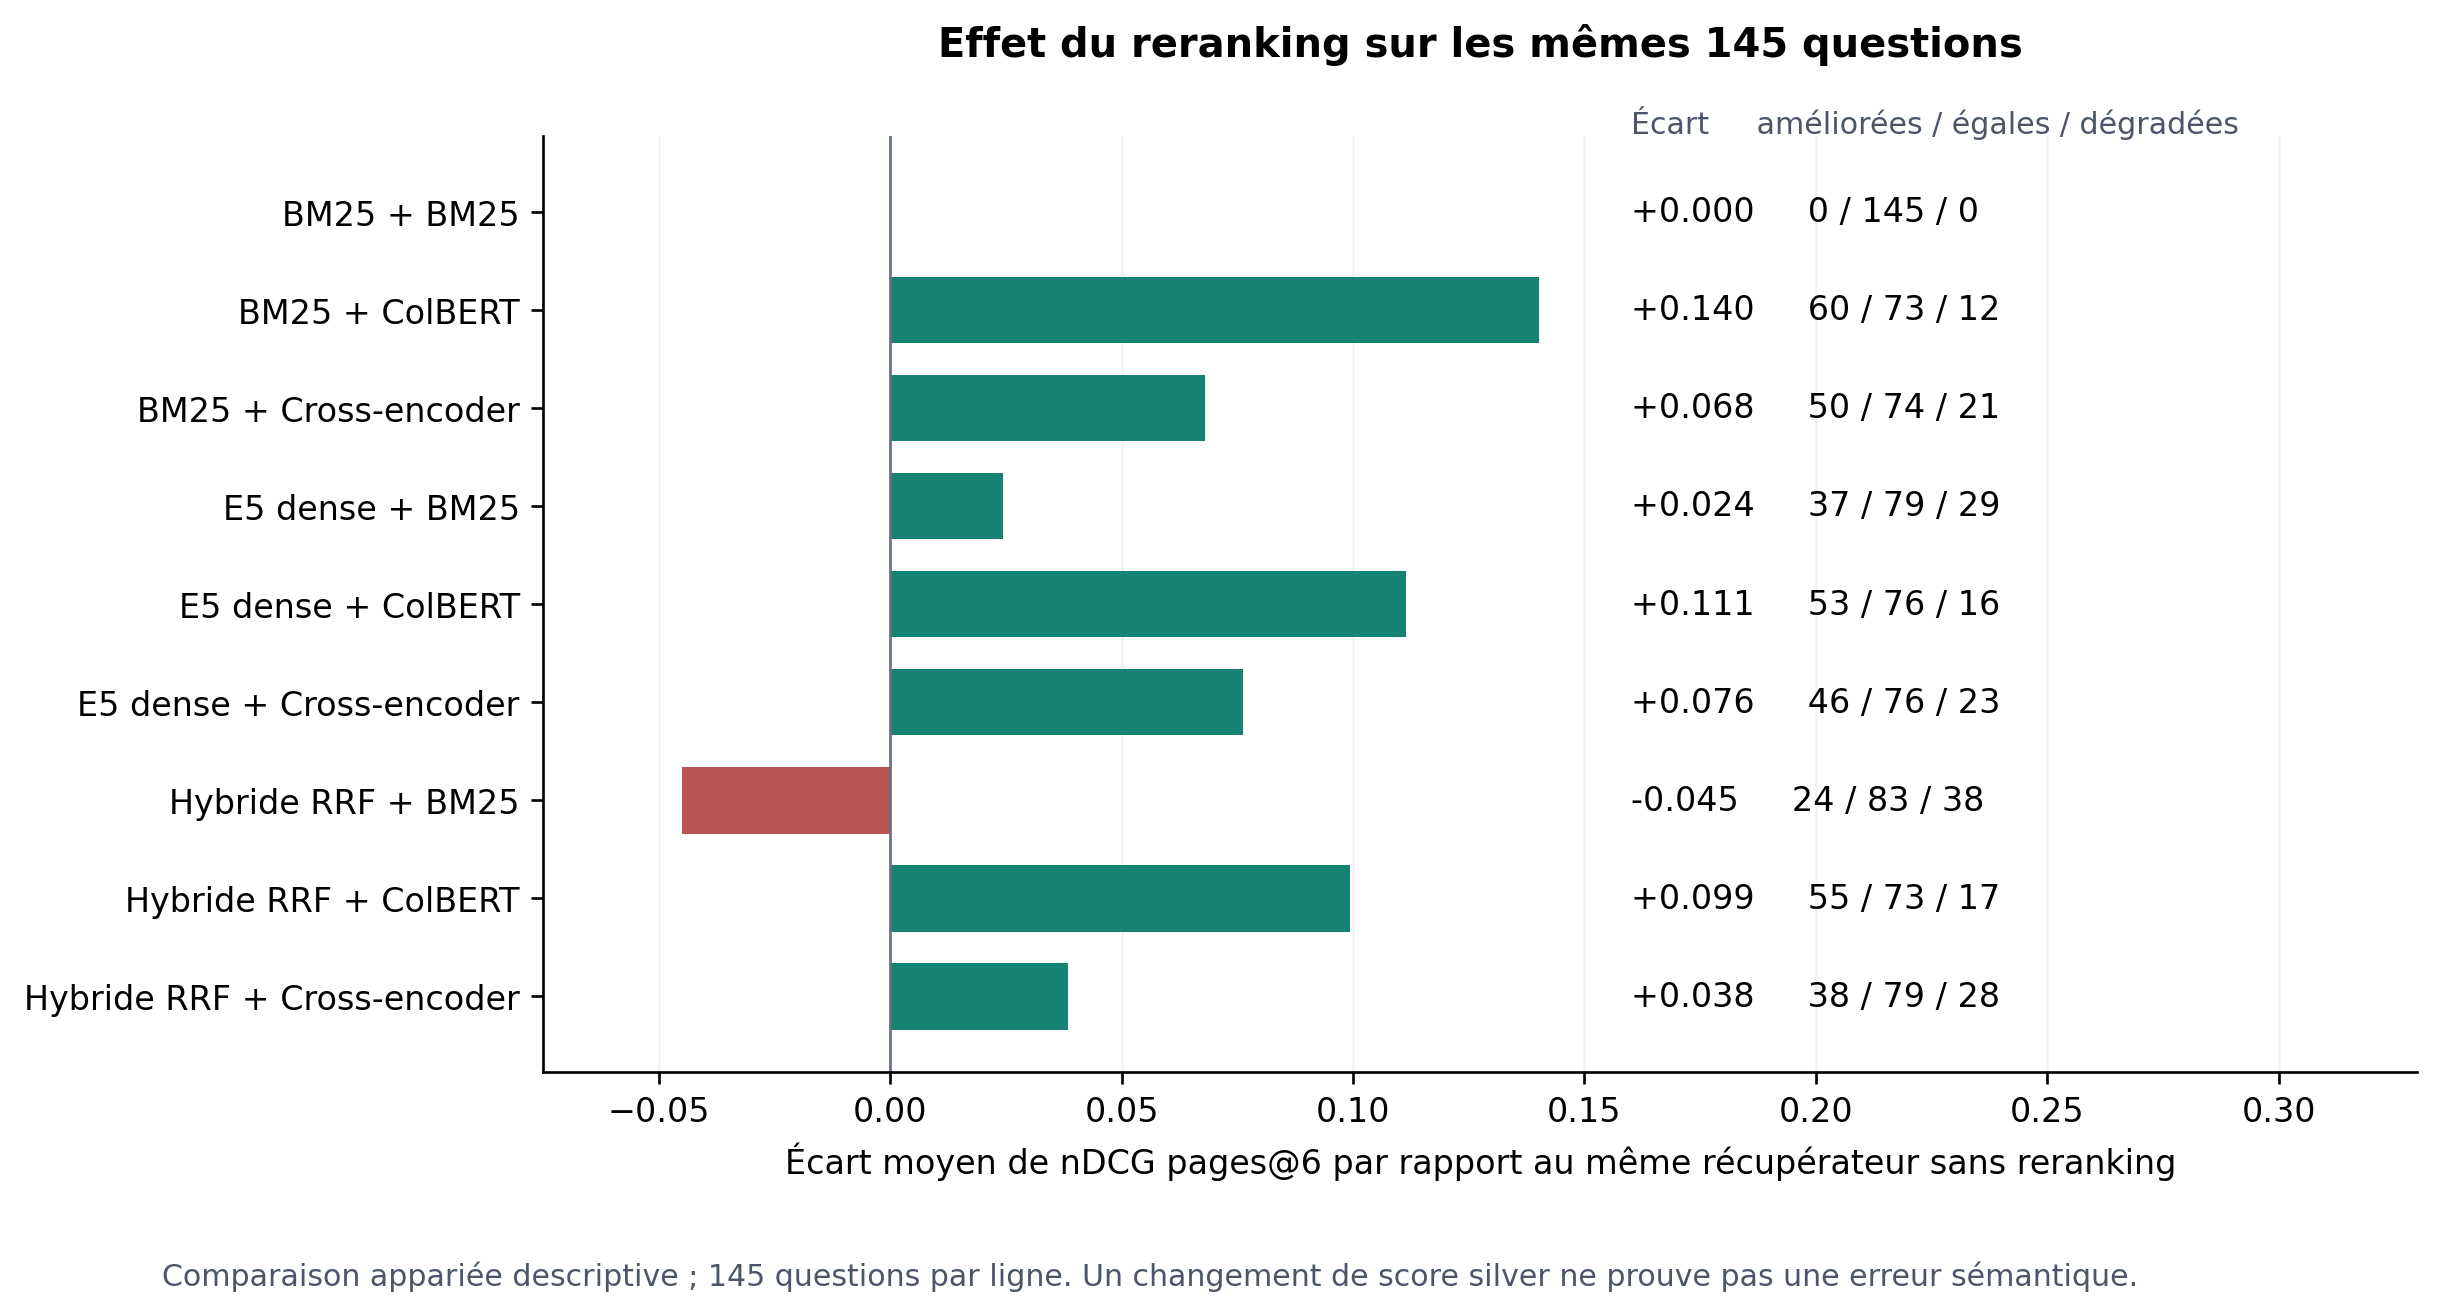 Effet du reranking sur les mêmes 145 questions
Écart améliorées / égales / dégradées
BM25 + BM25 +0.000 0 / 145 / 0
BM25 + ColBERT +0.140 60 / 73 / 12
BM25 + Cross-encoder +0.068 50 / 74 / 21
E5 dense + BM25 +0.024 37 / 79 / 29
E5 dense + ColBERT +0.111 53 / 76 / 16
E5 dense + Cross-encoder +0.076 46 / 76 / 23
Hybride RRF + BM25 -0.045 24 / 83 / 38
Hybride RRF + ColBERT +0.099 55 / 73 / 17
Hybride RRF + Cross-encoder +0.038 38 / 79 / 28
−0.05 0.00 0.05 0.10 0.15 0.20 0.25 0.30
Écart moyen de nDCG pages@6 par rapport au même récupérateur sans reranking
Comparaison appariée descriptive ; 145 questions par ligne. Un changement de score silver ne prouve pas une erreur sémantique.